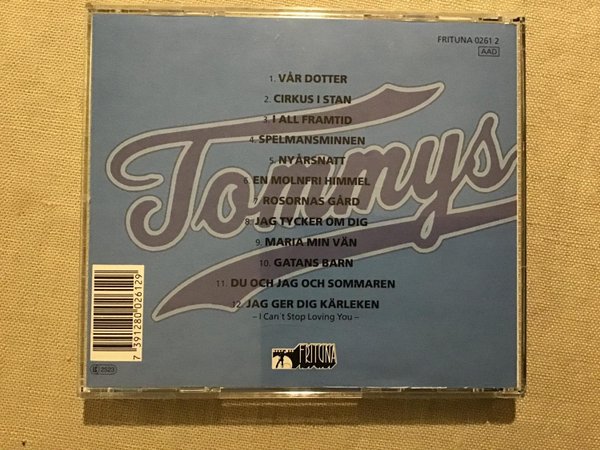 FRITUNA 0261 2
AAD
1. VÅR DOTTER
2. CIRKUS I STAN
3. I ALL FRAMTID
4. SPELMANSMINNEN
5. NYÅRSNATT
6. EN MOLNFRI HIMMEL
7. ROSORNAS GÅRD
8. JAG TYCKER OM DIG
9. MARIA MIN VÄN
10. GATANS BARN
11. DU OCH JAG OCH SOMMAREN
12. JAG GER DIG KÄRLEKEN
– I Can´t Stop Loving You –
Tommys
7 391280 026129
2523
FRITUNA